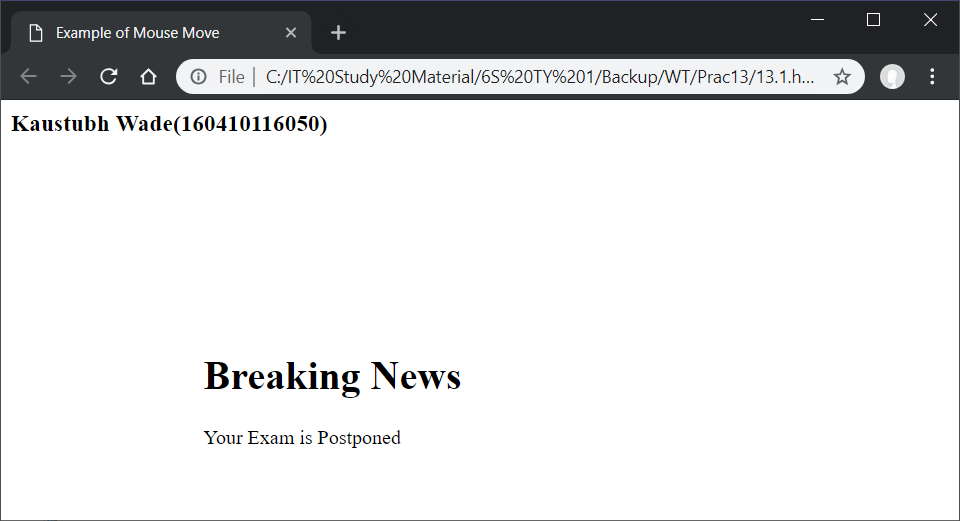 Example of Mouse Move
File | C:/IT%20Study%20Material/6S%20TY%201/Backup/WT/Prac13/13.1.h...
Kaustubh Wade(160410116050)
Breaking News
Your Exam is Postponed